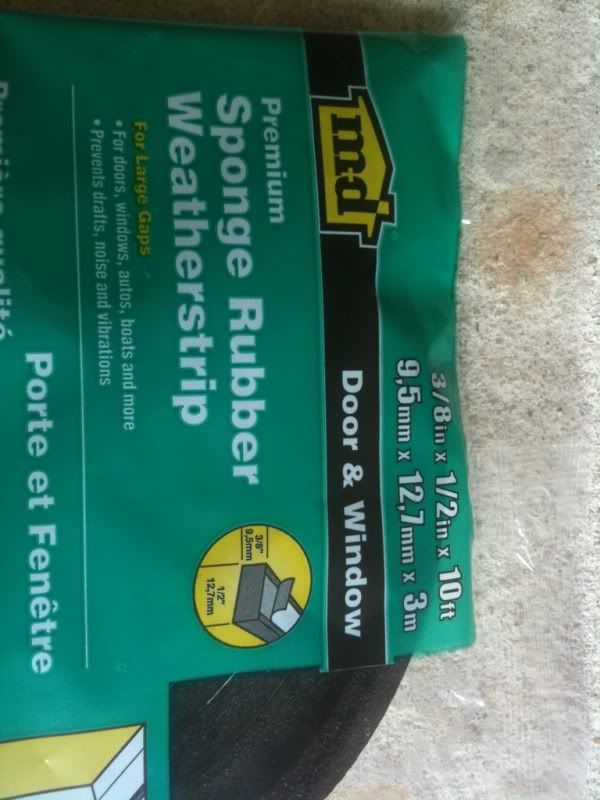 3/8in x 1/2in x 10ft
9,5mm x 12,7mm x 3m
md
®
Door & Window
Premium
Sponge Rubber
Weatherstrip
For Large Gaps
• For doors, windows, autos, boats and more
• Prevents drafts, noise and vibrations
3/8"
9,5mm
1/2"
12,7mm
Porte et Fenêtre
Première qualité